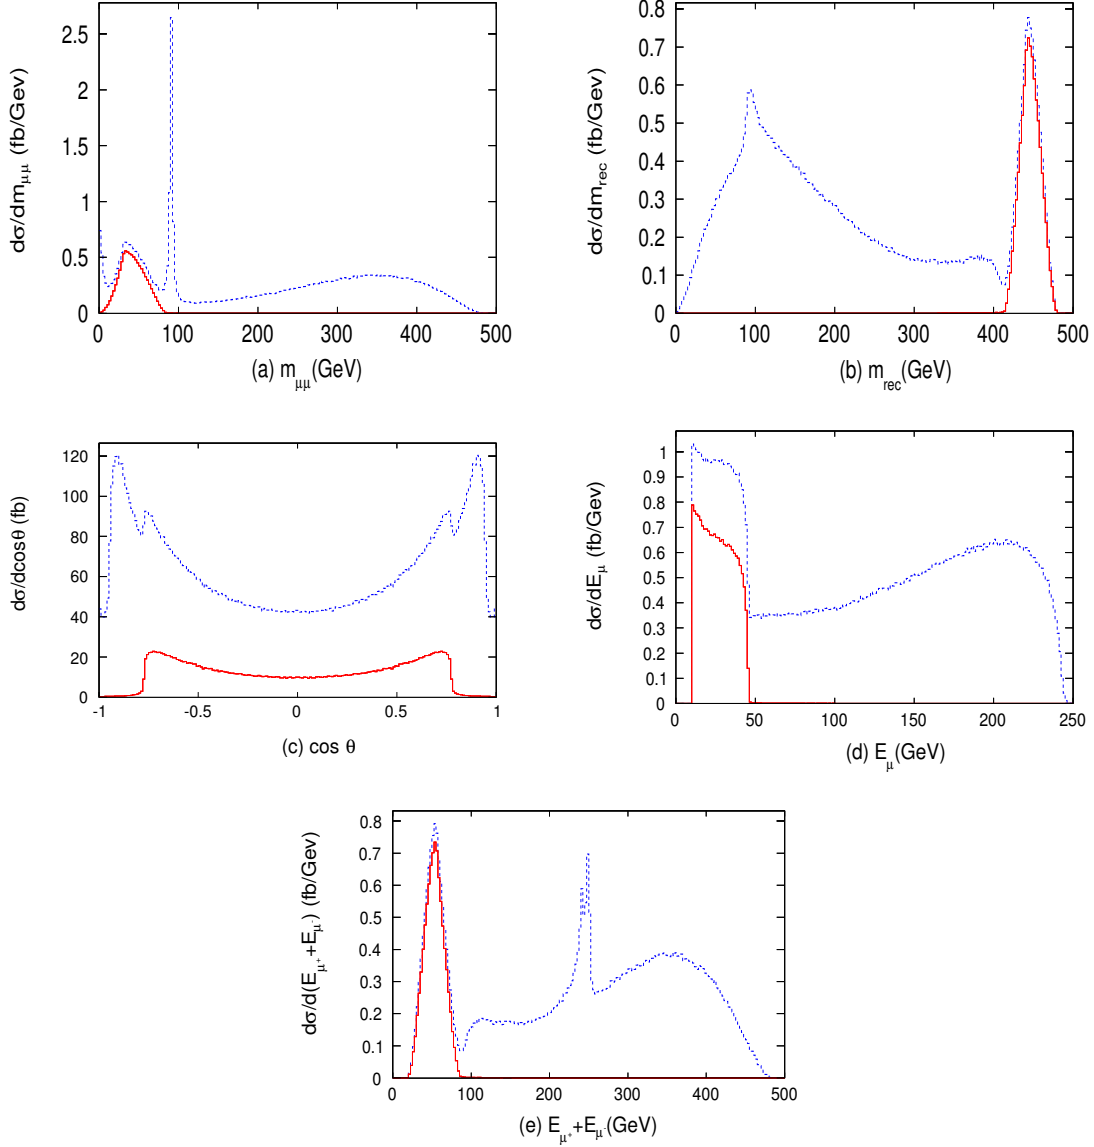 dσ/dm_μμ (fb/Gev)
2.5
2
1.5
1
0.5
0
0 100 200 300 400 500
(a) m_μμ(GeV)
dσ/dm_rec (fb/Gev)
0.8
0.7
0.6
0.5
0.4
0.3
0.2
0.1
0
0 100 200 300 400 500
(b) m_rec(GeV)
dσ/dcosθ (fb)
120
100
80
60
40
20
0
-1 -0.5 0 0.5 1
(c) cos θ
dσ/dE_μ (fb/Gev)
1
0.9
0.8
0.7
0.6
0.5
0.4
0.3
0.2
0.1
0
0 50 100 150 200 250
(d) E_μ(GeV)
dσ/d(E_μ⁺+E_μ⁻) (fb/Gev)
0.8
0.7
0.6
0.5
0.4
0.3
0.2
0.1
0
0 100 200 300 400 500
(e) E_μ⁺+E_μ⁻(GeV)